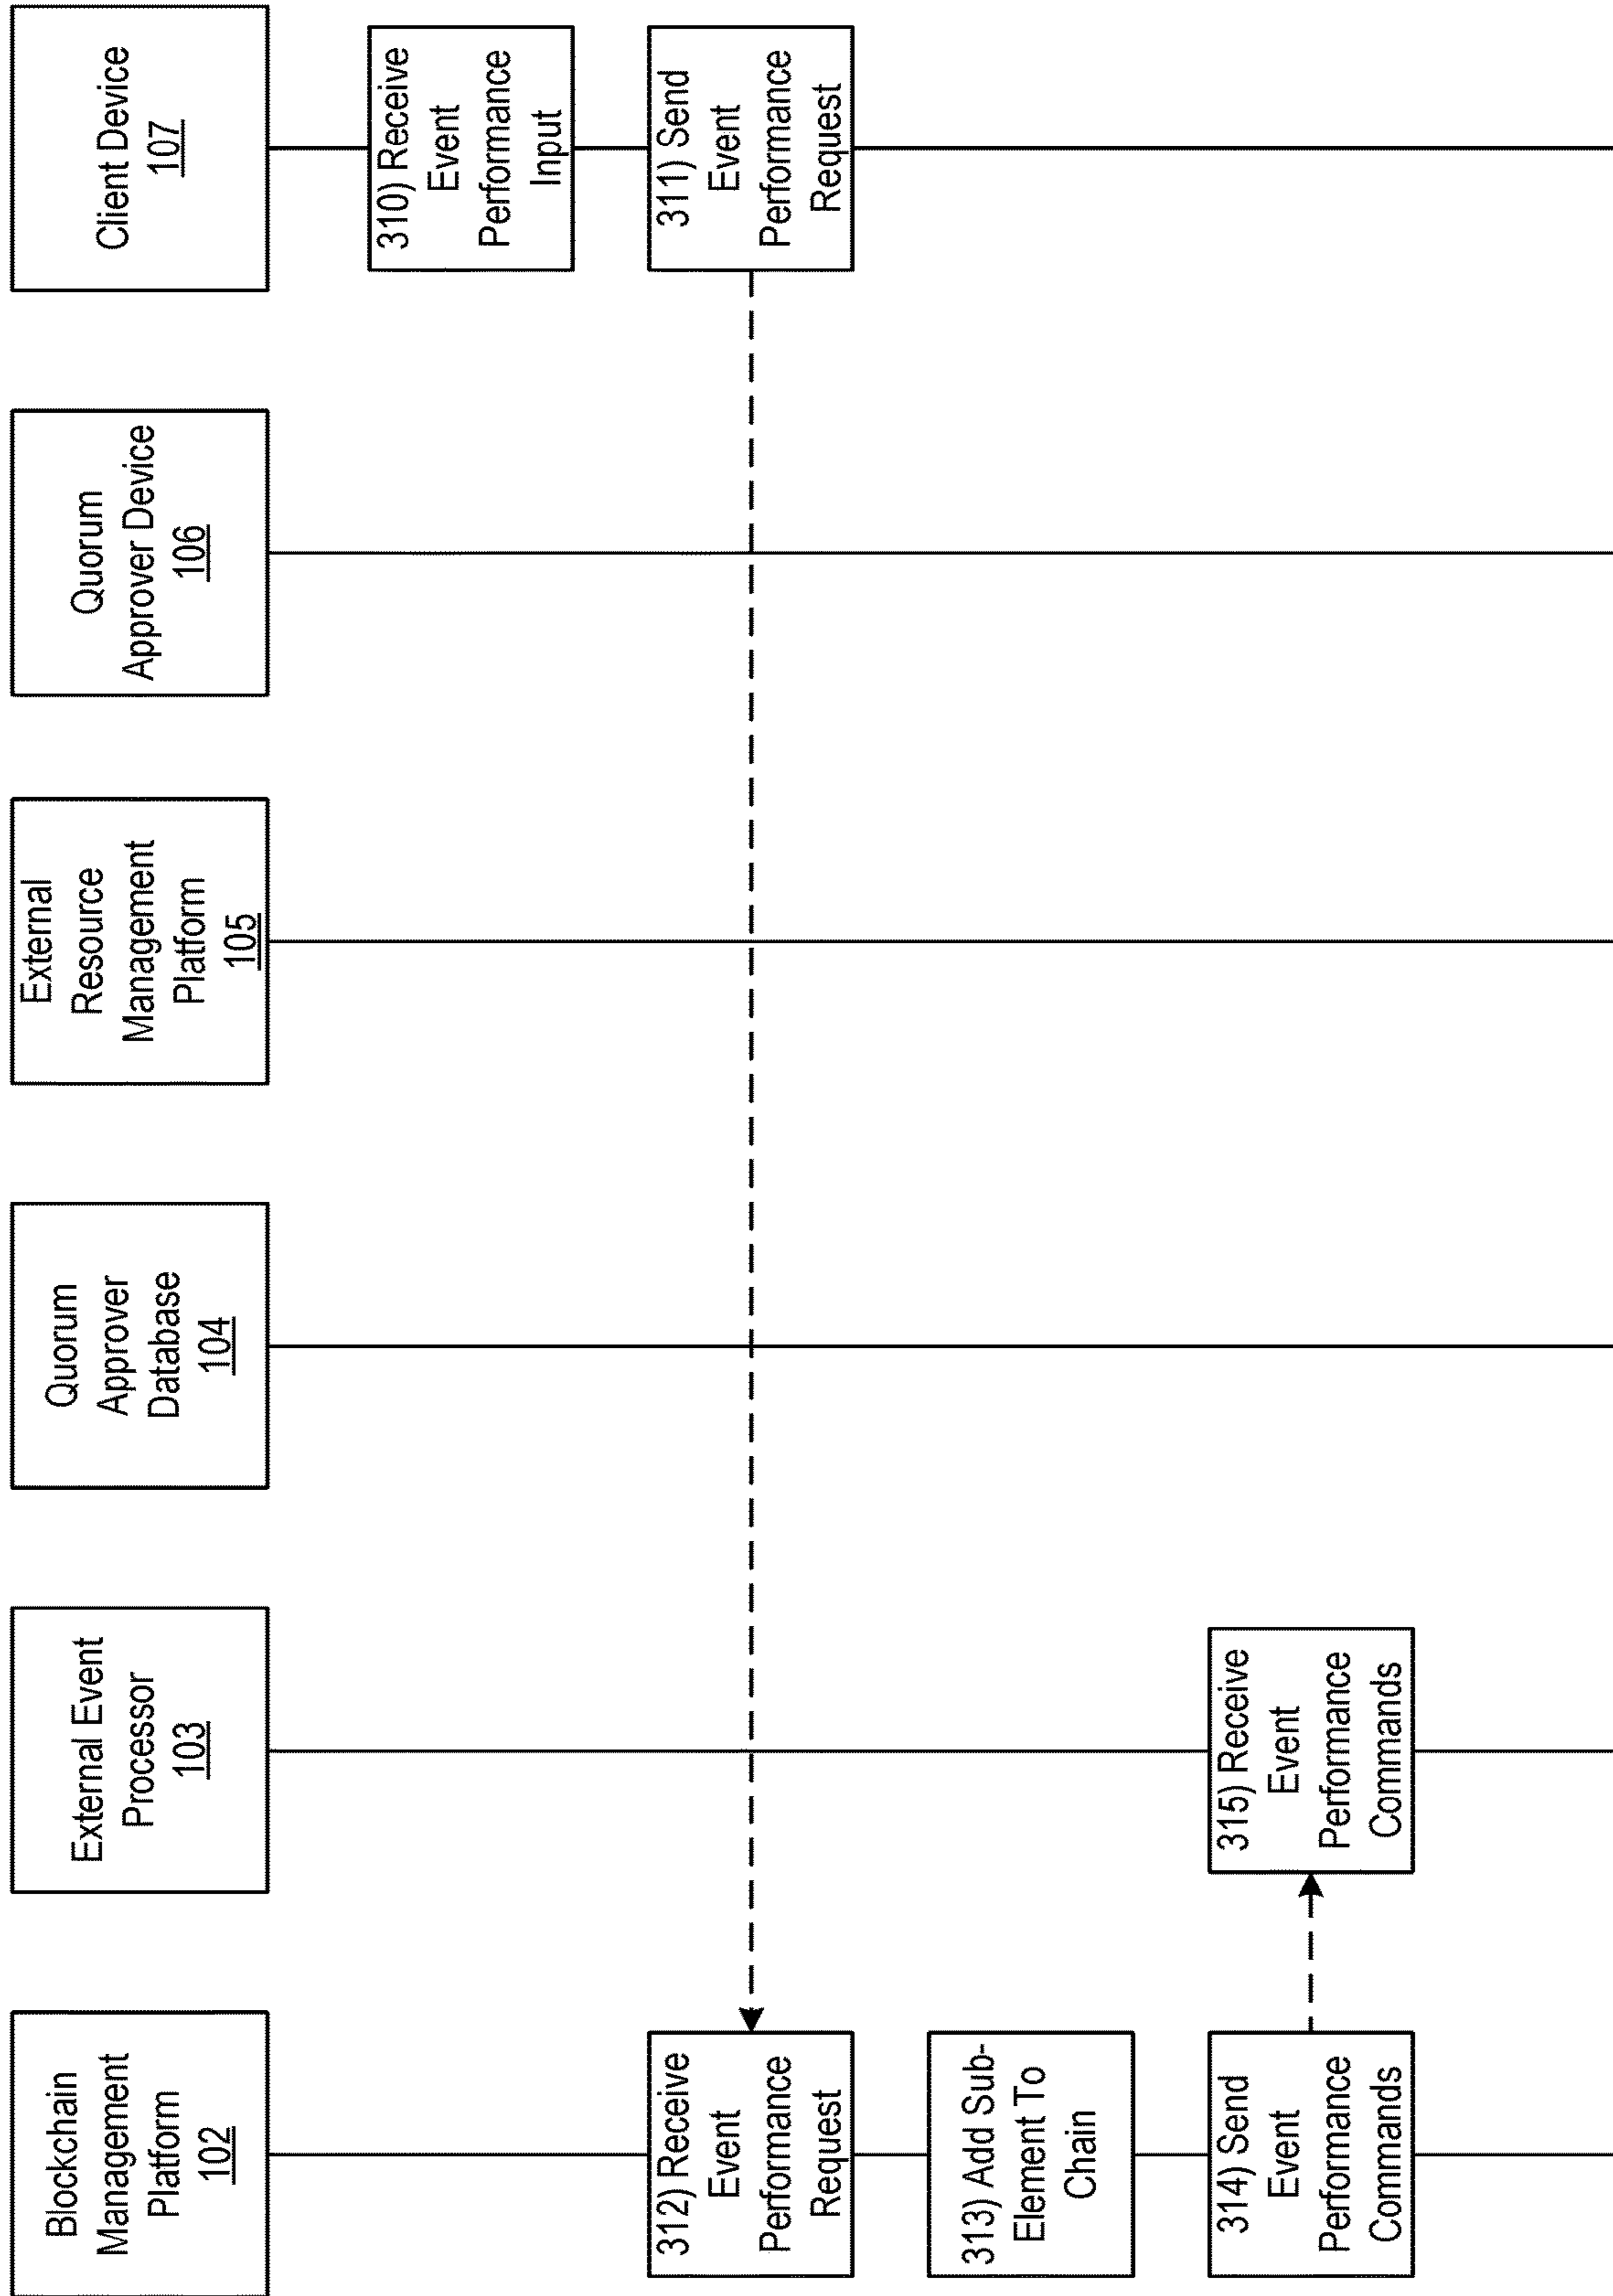 Blockchain
Management
Platform
102
External Event
Processor
103
Quorum
Approver
Database
104
External
Resource
Management
Platform
105
Quorum
Approver Device
106
Client Device
107
310) Receive
Event
Performance
Input
311) Send
Event
Performance
Request
312) Receive
Event
Performance
Request
313) Add Sub-
Element To
Chain
314) Send
Event
Performance
Commands
315) Receive
Event
Performance
Commands